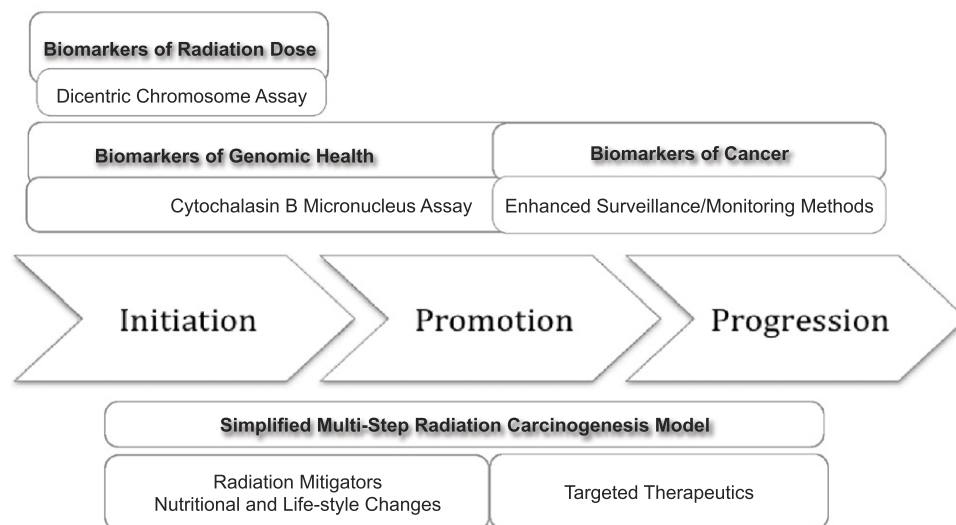 Biomarkers of Radiation Dose
Dicentric Chromosome Assay
Biomarkers of Genomic Health
Biomarkers of Cancer
Cytochalasin B Micronucleus Assay
Enhanced Surveillance/Monitoring Methods
Initiation
Promotion
Progression
Simplified Multi-Step Radiation Carcinogenesis Model
Radiation Mitigators
Nutritional and Life-style Changes
Targeted Therapeutics